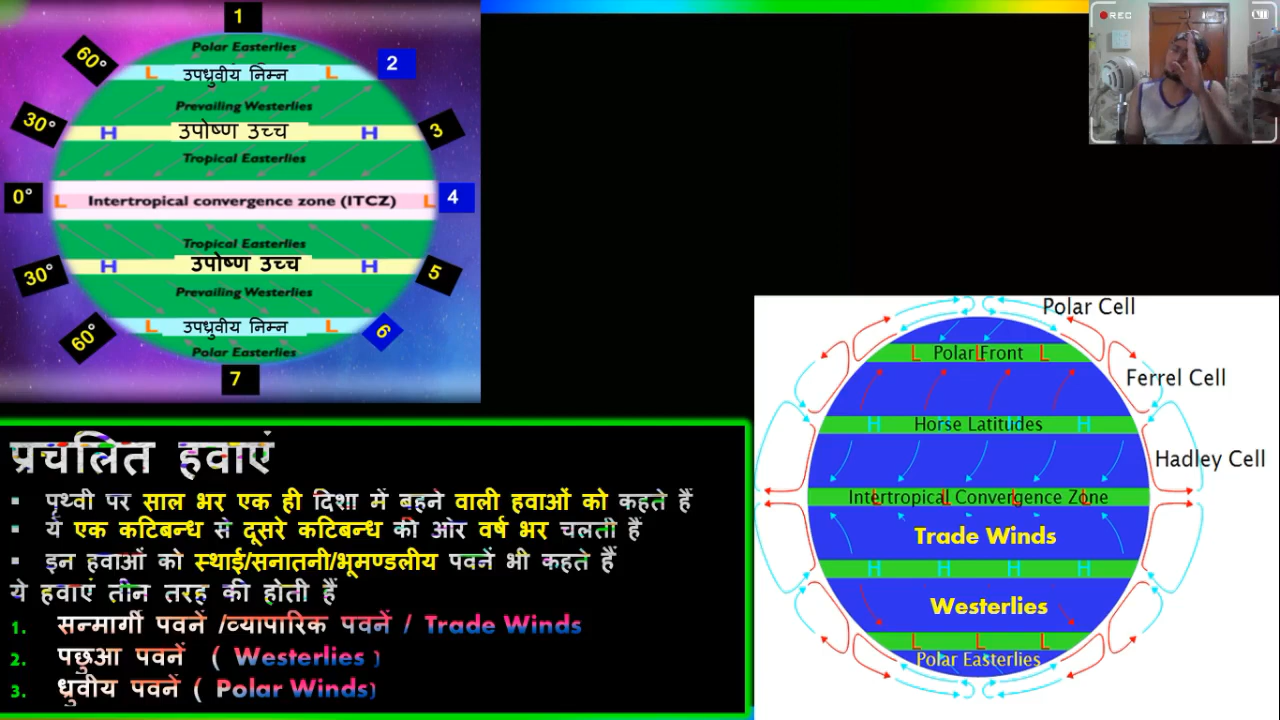 1
Polar Easterlies
60°
L उपध्रुवीय निम्न L
2
Prevailing Westerlies
30°
H उपोष्ण उच्च H
3
Tropical Easterlies
0°
L Intertropical convergence zone (ITCZ) L
4
Tropical Easterlies
30°
H उपोष्ण उच्च H
5
Prevailing Westerlies
60°
L उपध्रुवीय निम्न L
6
Polar Easterlies
7
REC
प्रचलित हवाएं
▪ पृथ्वी पर साल भर एक ही दिशा में बहने वाली हवाओं को कहते हैं
▪ ये एक कटिबन्ध से दूसरे कटिबन्ध की ओर वर्ष भर चलती हैं
▪ इन हवाओं को स्थाई/सनातनी/भूमण्डलीय पवनें भी कहते हैं
ये हवाएं तीन तरह की होती हैं
1. सन्मार्गी पवनें /व्यापारिक पवनें / Trade Winds
2. पछुआ पवनें ( Westerlies )
3. ध्रुवीय पवनें ( Polar Winds)
Polar Cell
L Polar Front L L
Ferrel Cell
H Horse Latitudes H H H
Hadley Cell
Intertropical Convergence Zone L L L L
Trade Winds
H H H H
Westerlies
L L L
Polar Easterlies